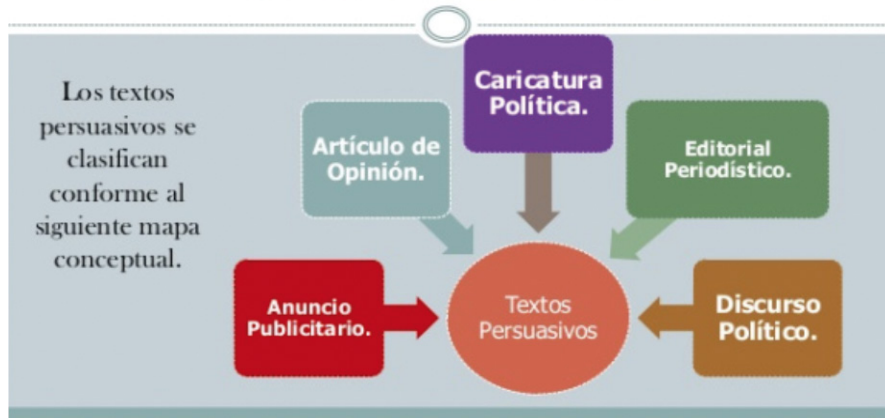 Los textos
persuasivos se
clasifican
conforme al
siguiente mapa
conceptual.
Caricatura
Política.
Artículo de
Opinión.
Editorial
Periodístico.
Anuncio
Publicitario.
Textos
Persuasivos
Discurso
Político.